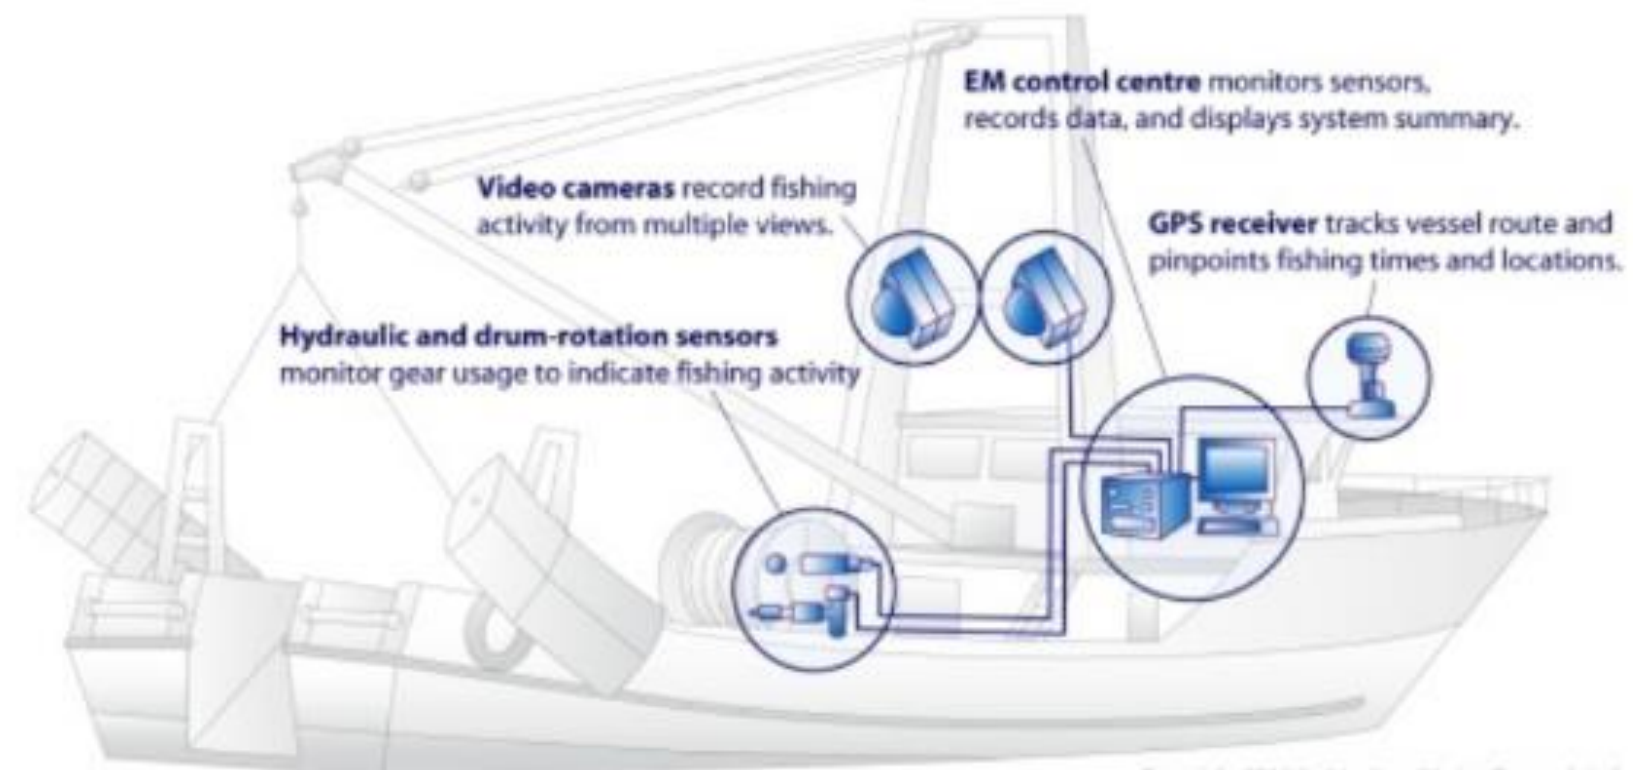 EM control centre monitors sensors,
records data, and displays system summary.
Video cameras record fishing
activity from multiple views.
GPS receiver tracks vessel route and
pinpoints fishing times and locations.
Hydraulic and drum-rotation sensors
monitor gear usage to indicate fishing activity